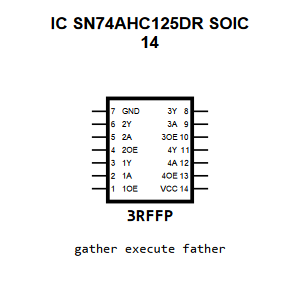 IC SN74AHC125DR SOIC
14
7 GND 3Y 8
6 2Y 3A 9
5 2A 3OE 10
4 2OE 4Y 11
3 1Y 4A 12
2 1A 4OE 13
1 1OE VCC 14
3RFFP
gather execute father